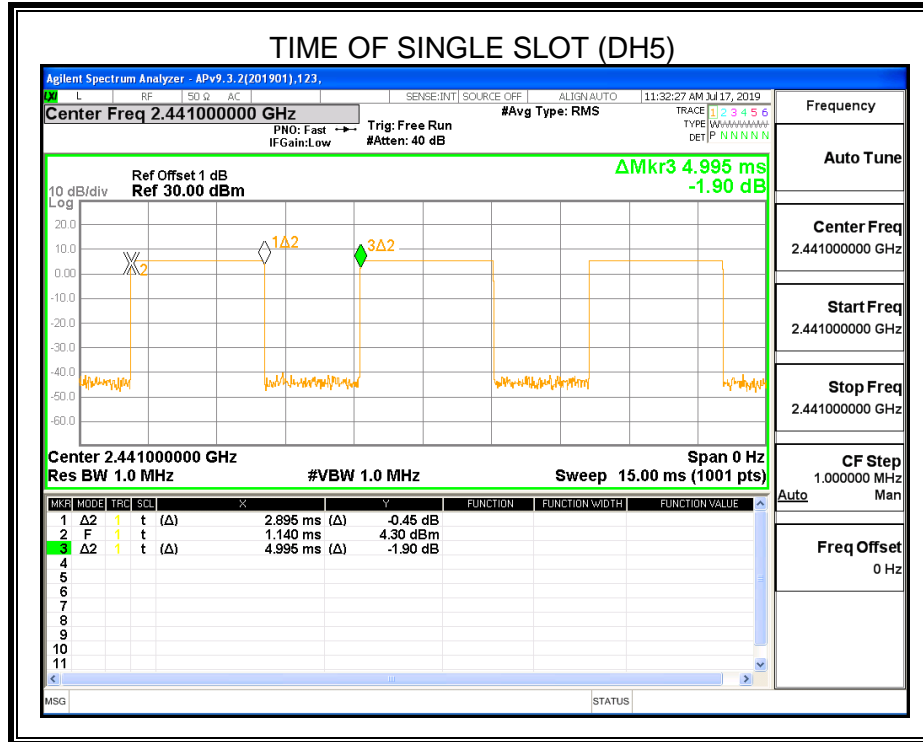 TIME OF SINGLE SLOT (DH5)
Agilent Spectrum Analyzer - APv9.3.2(201901),123,
LXI L RF 50 Ω AC SENSE:INT SOURCE OFF ALIGN AUTO 11:32:27 AM Jul 17, 2019
Center Freq 2.441000000 GHz
PNO: Fast
IFGain:Low
Trig: Free Run
#Atten: 40 dB
#Avg Type: RMS
TRACE 1 2 3 4 5 6
TYPE
DET P N N N N N
ΔMkr3 4.995 ms
-1.90 dB
Ref Offset 1 dB
10 dB/div Ref 30.00 dBm
Log
20.0
10.0
0.00
-10.0
-20.0
-30.0
-40.0
-50.0
-60.0
2
1Δ2
3Δ2
Center 2.441000000 GHz Span 0 Hz
Res BW 1.0 MHz #VBW 1.0 MHz Sweep 15.00 ms (1001 pts)
MKR MODE TRC SCL X Y FUNCTION FUNCTION WIDTH FUNCTION VALUE
1 Δ2 1 t (Δ) 2.895 ms (Δ) -0.45 dB
2 F 1 t 1.140 ms 4.30 dBm
3 Δ2 1 t (Δ) 4.995 ms (Δ) -1.90 dB
4
5
6
7
8
9
10
11
MSG STATUS
Frequency
Auto Tune
Center Freq
2.441000000 GHz
Start Freq
2.441000000 GHz
Stop Freq
2.441000000 GHz
CF Step
1.000000 MHz
Auto Man
Freq Offset
0 Hz